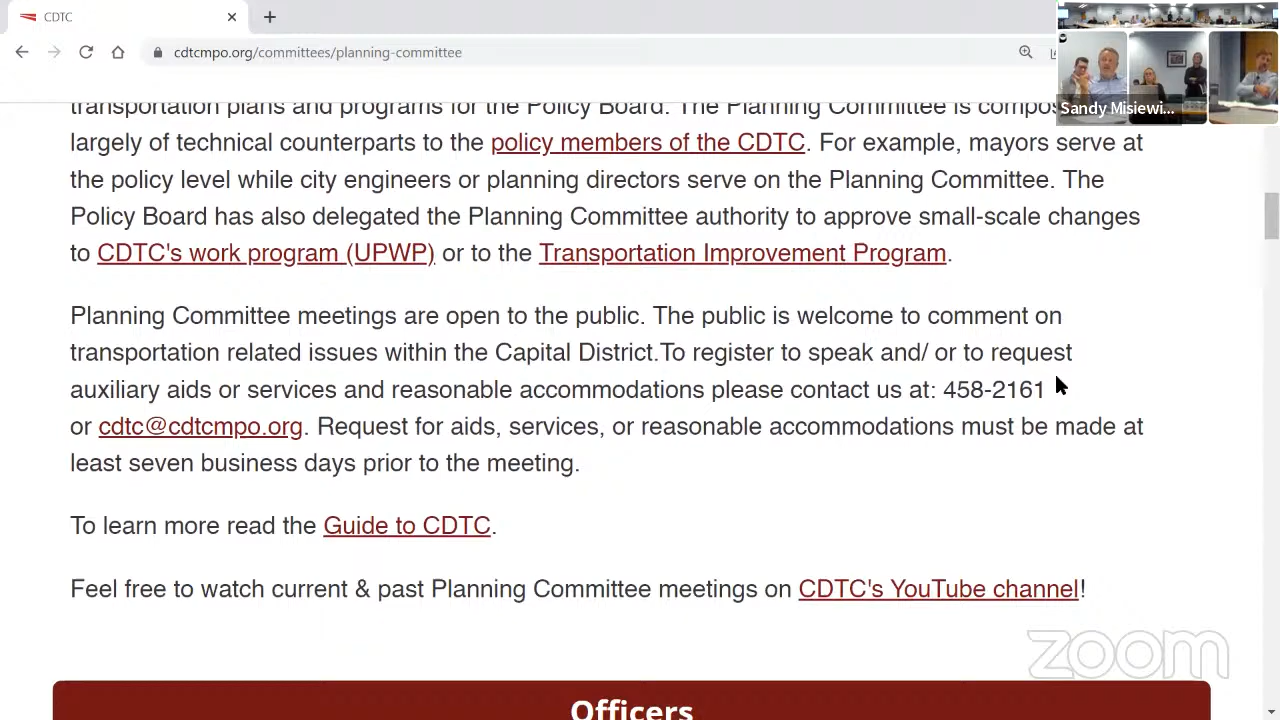 CDTC
cdtcmpo.org/committees/planning-committee
Sandy Misiewi...
transportation plans and programs for the Policy Board. The Planning Committee is
largely of technical counterparts to the policy members of the CDTC. For example, mayors serve at
the policy level while city engineers or planning directors serve on the Planning Committee. The
Policy Board has also delegated the Planning Committee authority to approve small-scale changes
to CDTC's work program (UPWP) or to the Transportation Improvement Program.
Planning Committee meetings are open to the public. The public is welcome to comment on
transportation related issues within the Capital District.To register to speak and/ or to request
auxiliary aids or services and reasonable accommodations please contact us at: 458-2161
or cdtc@cdtcmpo.org. Request for aids, services, or reasonable accommodations must be made at
least seven business days prior to the meeting.
To learn more read the Guide to CDTC.
Feel free to watch current & past Planning Committee meetings on CDTC's YouTube channel!
zoom
Officers